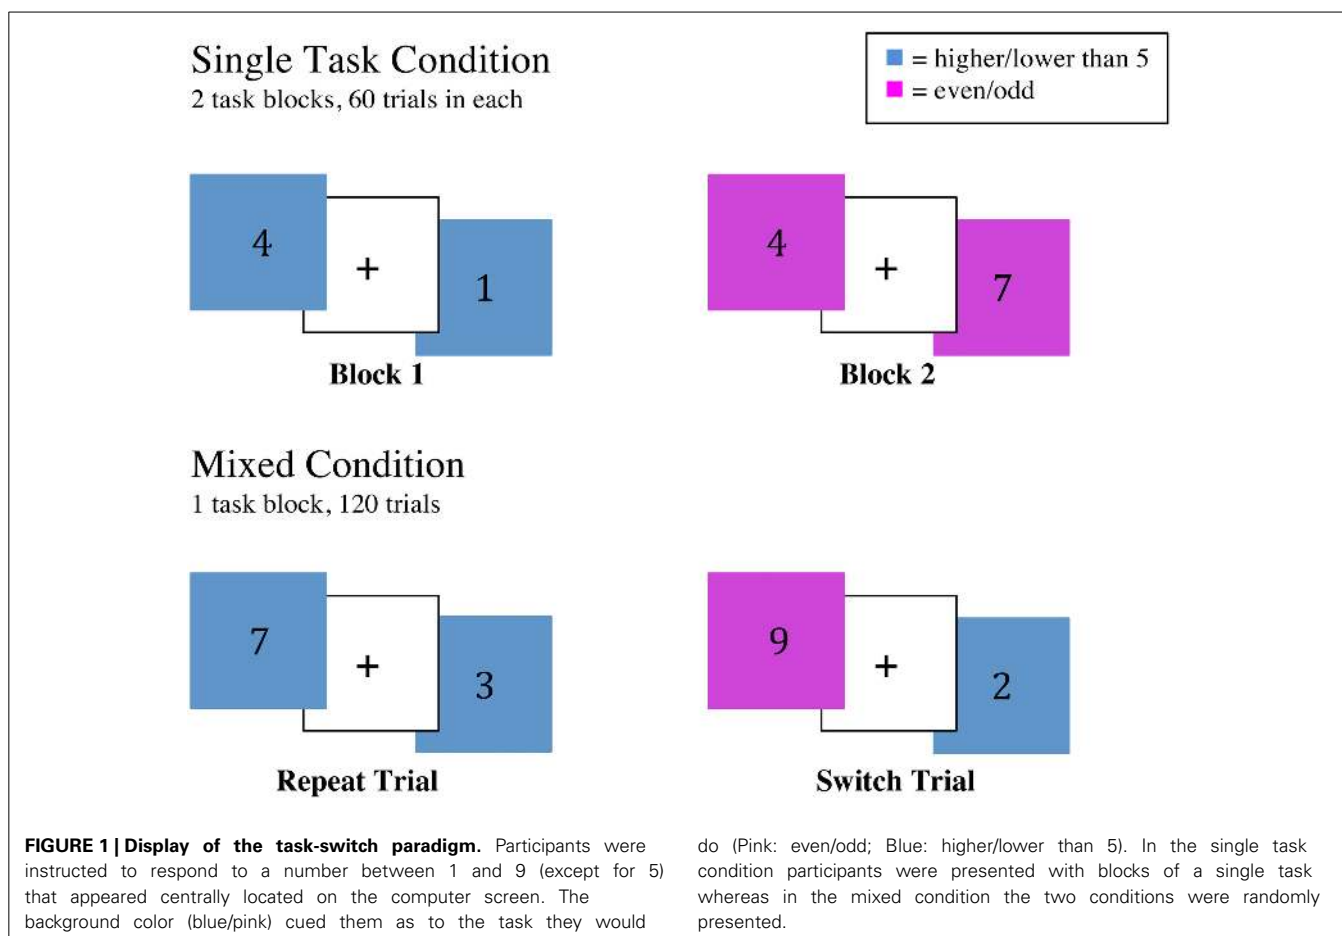 Single Task Condition
2 task blocks, 60 trials in each
= higher/lower than 5
= even/odd
4
+
1
Block 1
4
+
7
Block 2
Mixed Condition
1 task block, 120 trials
7
+
3
Repeat Trial
9
+
2
Switch Trial
FIGURE 1 | Display of the task-switch paradigm. Participants were
instructed to respond to a number between 1 and 9 (except for 5)
that appeared centrally located on the computer screen. The
background color (blue/pink) cued them as to the task they would
do (Pink: even/odd; Blue: higher/lower than 5). In the single task
condition participants were presented with blocks of a single task
whereas in the mixed condition the two conditions were randomly
presented.